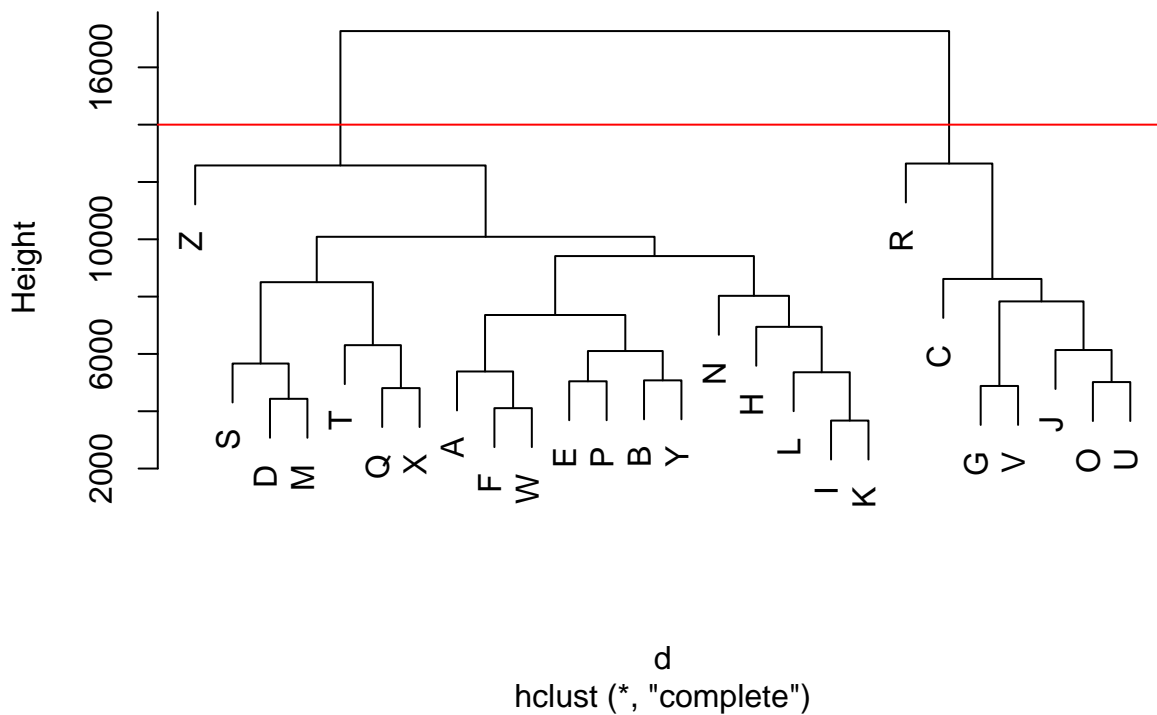 16000
10000
6000
2000
Height
Z
R
C
N
H
J
T
A
S
L
E
P
B
Y
G
V
O
U
Q
X
D
M
F
W
I
K
d
hclust (*, "complete")